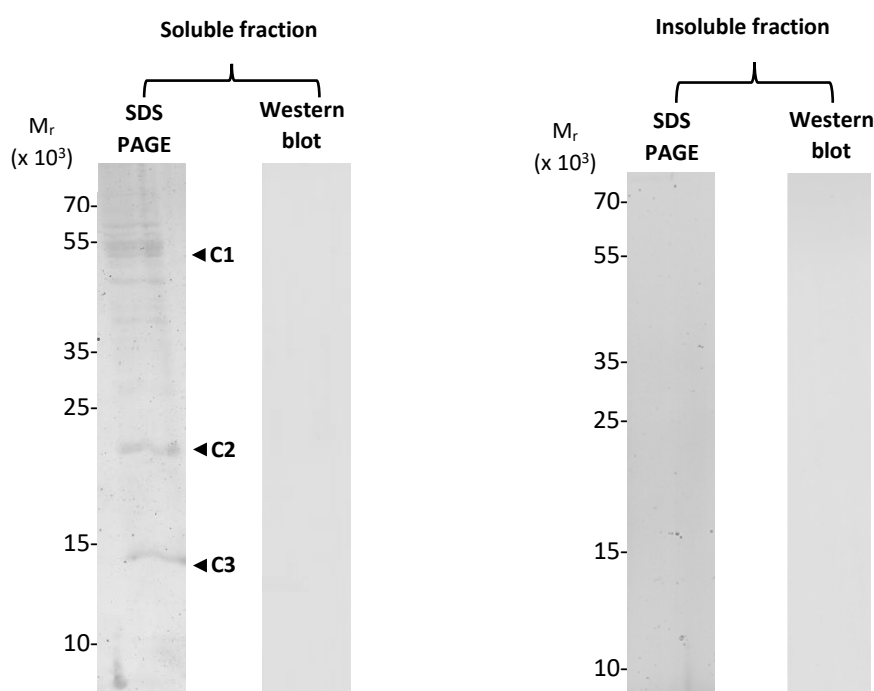 Soluble fraction
SDS
PAGE
Western
blot
Mr
(x 10³)
70-
55-
35-
25-
15-
10-
◄C1
◄C2
◄C3
Insoluble fraction
SDS
PAGE
Western
blot
Mr
(x 10³)
70-
55-
35-
25-
15-
10-